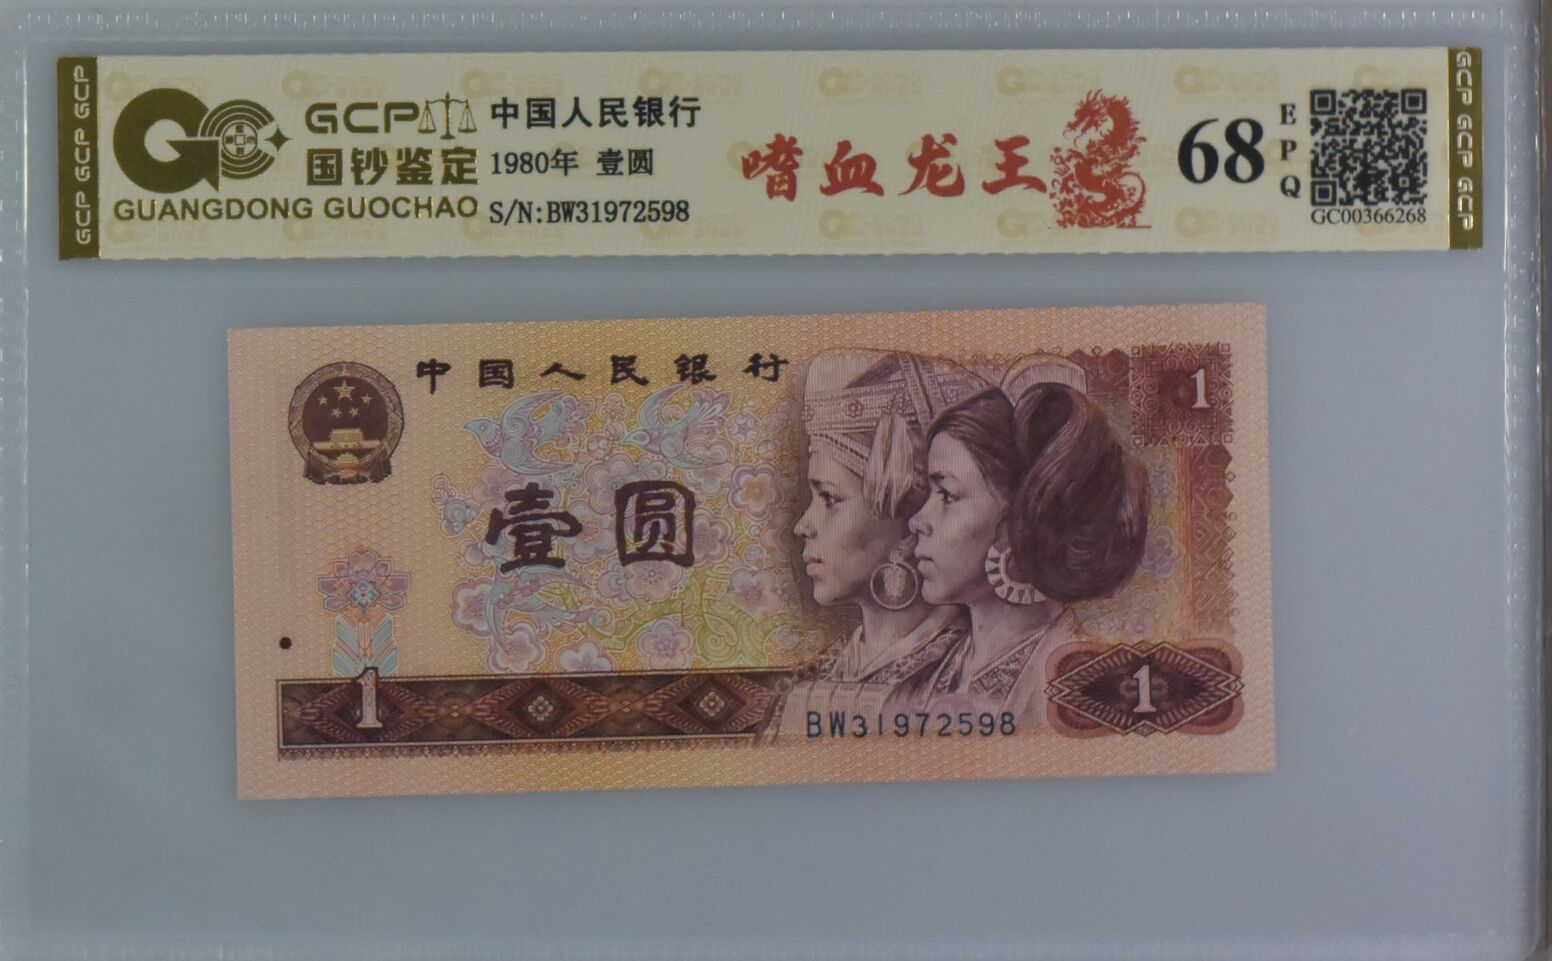 GCP GCP GCP
GCP
国钞鉴定
GUANGDONG GUOCHAO
中国人民银行
1980年 壹圆
S/N:BW31972598
嗜血龙王
68
EPQ
GC00366268
GCP GCP GCP
中国人民银行
1
壹圆
1
BW31972598
1